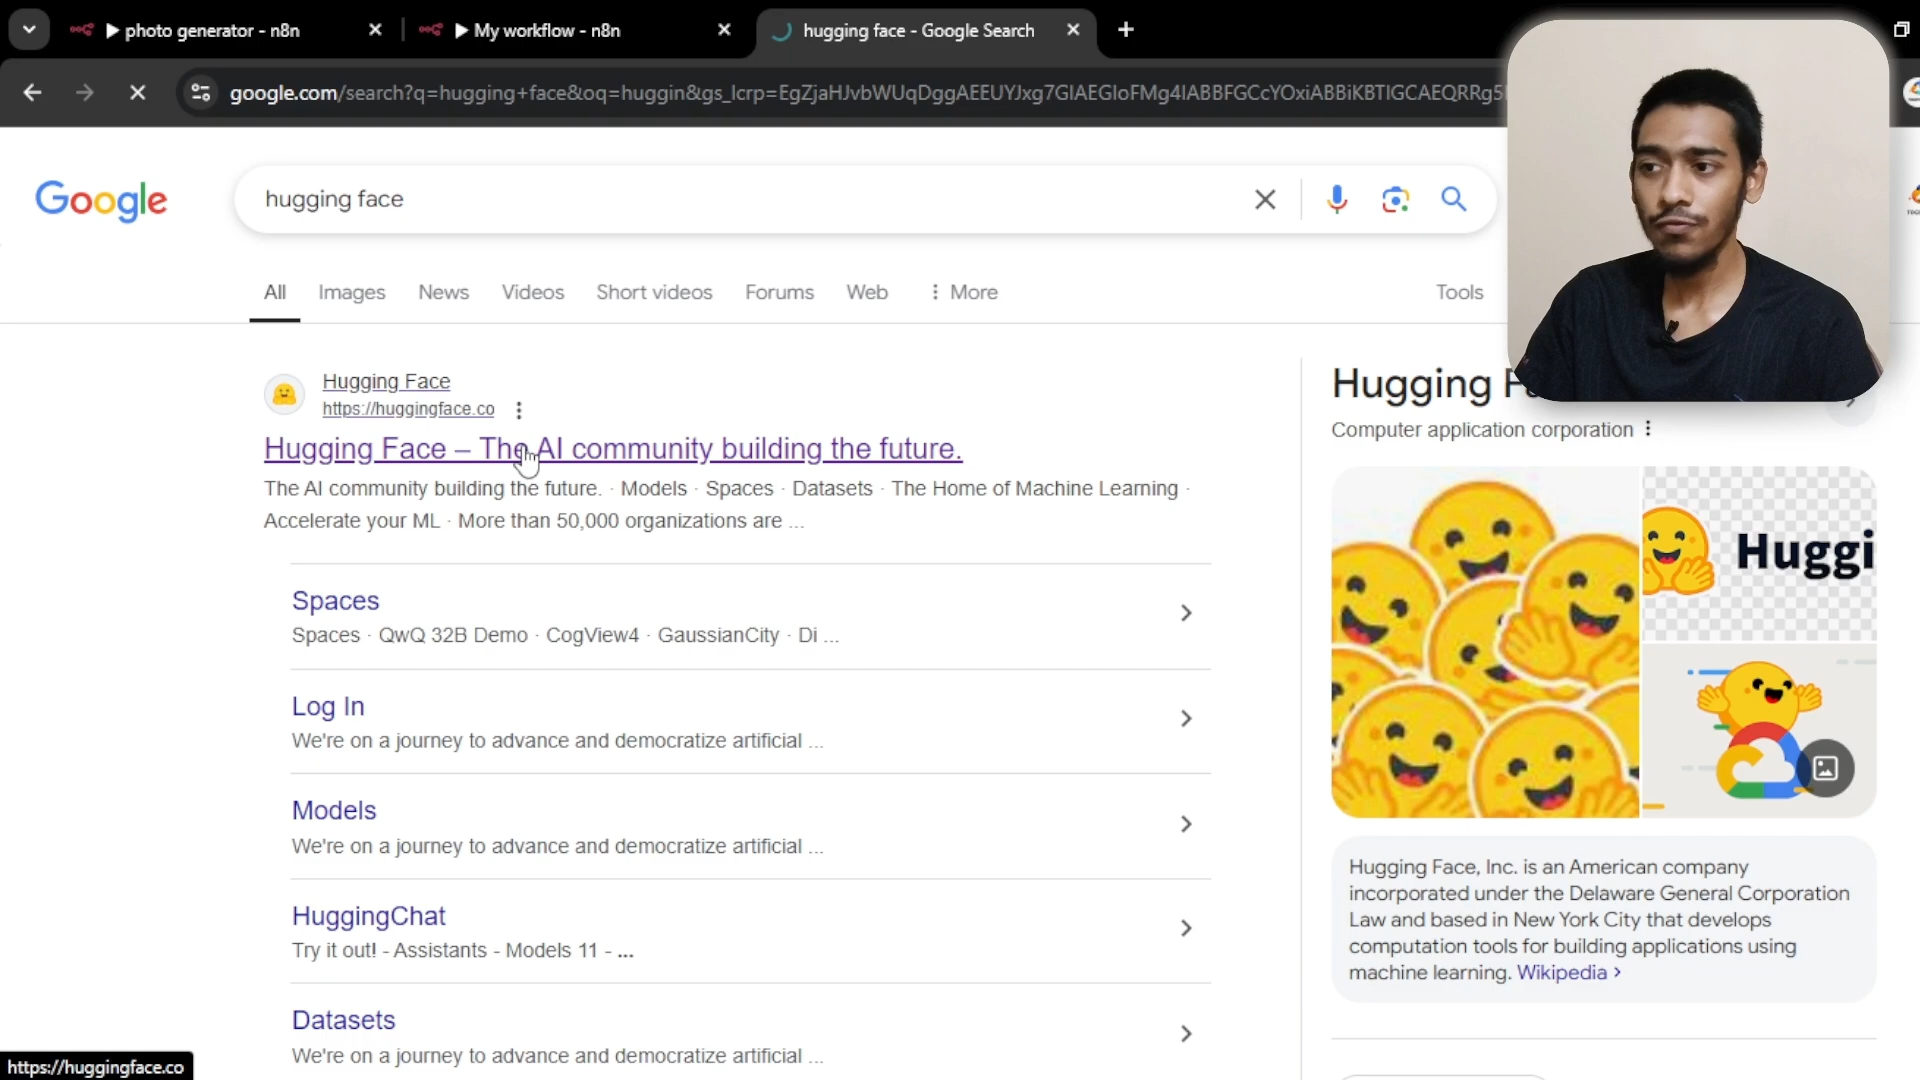 photo generator - n8n
My workflow - n8n
hugging face - Google Search
google.com/search?q=hugging+face&oq=huggin&gs_lcrp=
Google
hugging face
All
Images
News
Videos
Short videos
Forums
Web
More
Tools
Hugging Face
https://huggingface.co
Hugging Face – The AI community building the future.
The AI community building the future. · Models · Spaces · Datasets · The Home of Machine Learning ·
Accelerate your ML · More than 50,000 organizations are ...
Spaces
Spaces · QwQ 32B Demo · CogView4 · GaussianCity · Di ...
Log In
We're on a journey to advance and democratize artificial ...
Models
We're on a journey to advance and democratize artificial ...
HuggingChat
Try it out! - Assistants - Models 11 - ...
Datasets
We're on a journey to advance and democratize artificial ...
Hugging
Computer application corporation
Huggi
Hugging Face, Inc. is an American company
incorporated under the Delaware General Corporation
Law and based in New York City that develops
computation tools for building applications using
machine learning. Wikipedia
https://huggingface.co